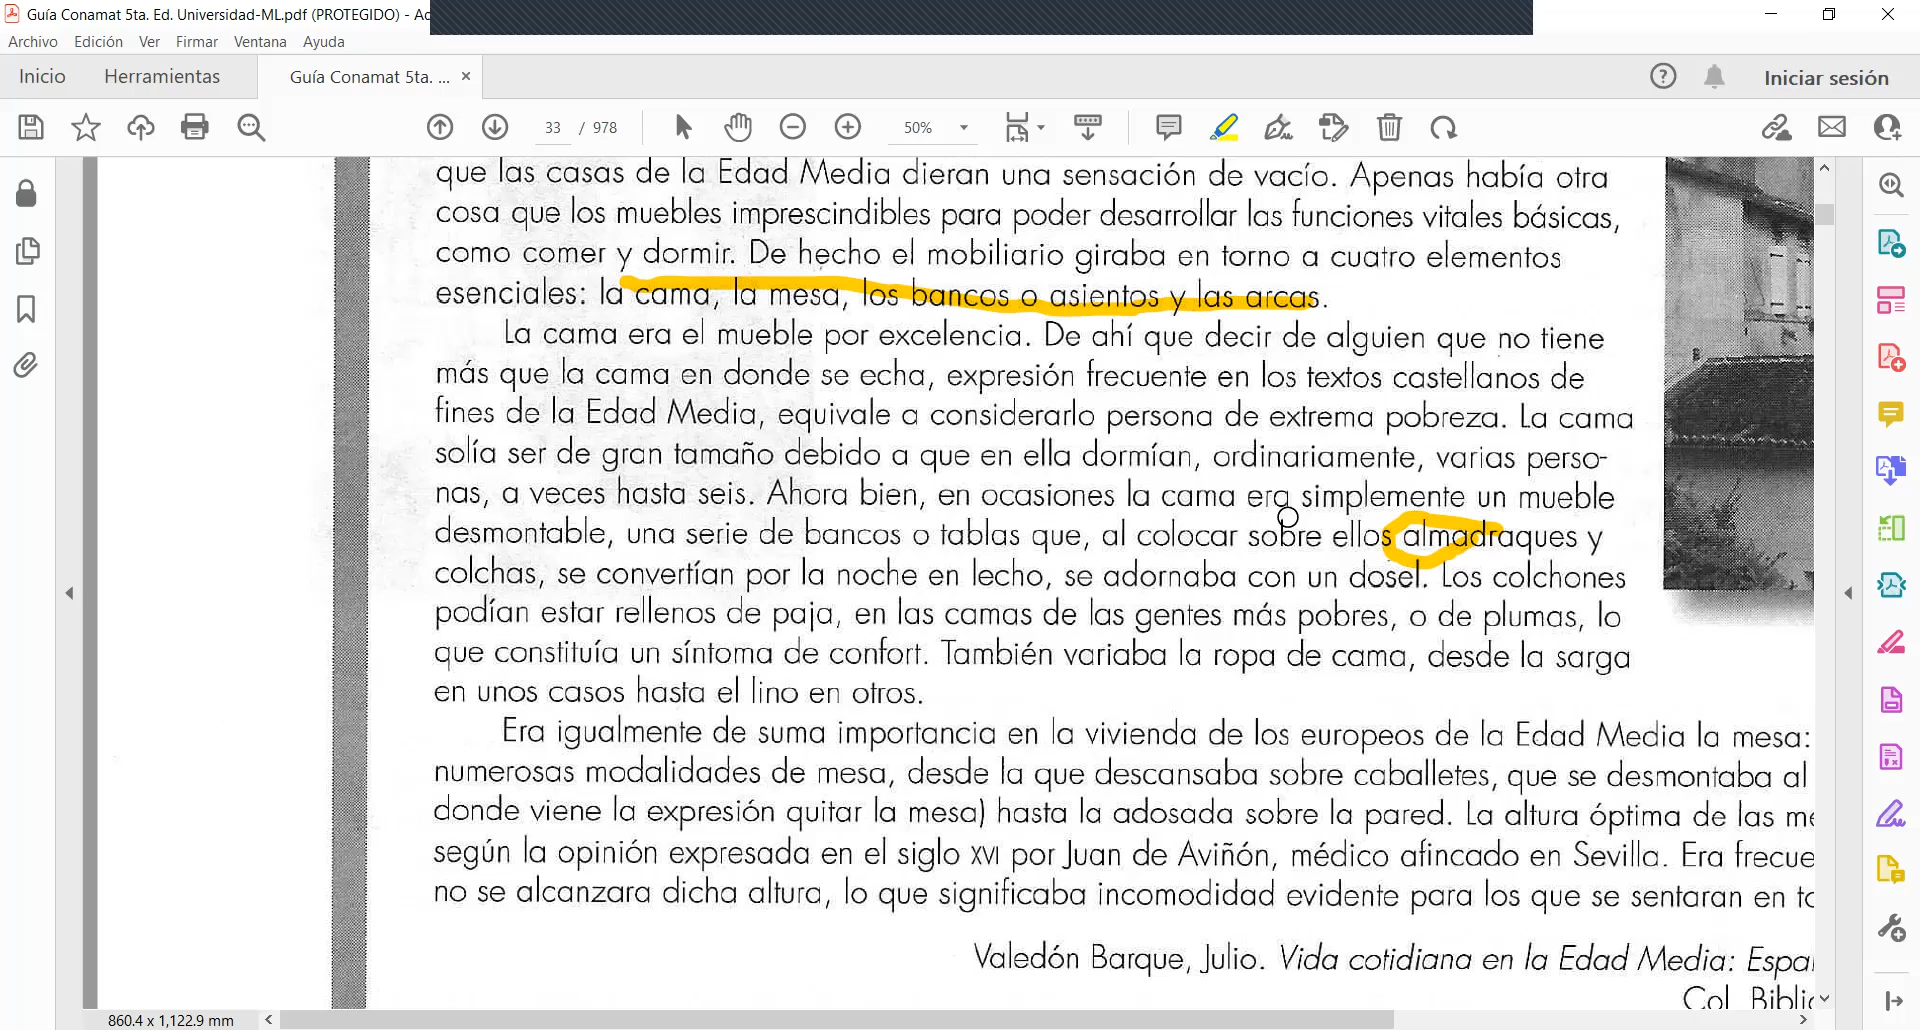 Guía Conamat 5ta. Ed. Universidad-ML.pdf (PROTEGIDO) - Ac
Archivo Edición Ver Firmar Ventana Ayuda
Inicio Herramientas Guía Conamat 5ta. ... × Iniciar sesión
33 / 978 50%
que las casas de la Edad Media dieran una sensación de vacío. Apenas había otra
cosa que los muebles imprescindibles para poder desarrollar las funciones vitales básicas,
como comer y dormir. De hecho el mobiliario giraba en torno a cuatro elementos
esenciales: la cama, la mesa, los bancos o asientos y las arcas.
La cama era el mueble por excelencia. De ahí que decir de alguien que no tiene
más que la cama en donde se echa, expresión frecuente en los textos castellanos de
fines de la Edad Media, equivale a considerarlo persona de extrema pobreza. La cama
solía ser de gran tamaño debido a que en ella dormían, ordinariamente, varias perso-
nas, a veces hasta seis. Ahora bien, en ocasiones la cama era simplemente un mueble
desmontable, una serie de bancos o tablas que, al colocar sobre ellos almadraques y
colchas, se convertían por la noche en lecho, se adornaba con un dosel. Los colchones
podían estar rellenos de paja, en las camas de las gentes más pobres, o de plumas, lo
que constituía un síntoma de confort. También variaba la ropa de cama, desde la sarga
en unos casos hasta el lino en otros.
Era igualmente de suma importancia en la vivienda de los europeos de la Edad Media la mesa:
numerosas modalidades de mesa, desde la que descansaba sobre caballetes, que se desmontaba al
donde viene la expresión quitar la mesa) hasta la adosada sobre la pared. La altura óptima de las me
según la opinión expresada en el siglo XVI por Juan de Aviñón, médico afincado en Sevilla. Era frecue
no se alcanzara dicha altura, lo que significaba incomodidad evidente para los que se sentaran en to
Valedón Barque, Julio. Vida cotidiana en la Edad Media: Espa
Col. Biblic
860.4 x 1,122.9 mm